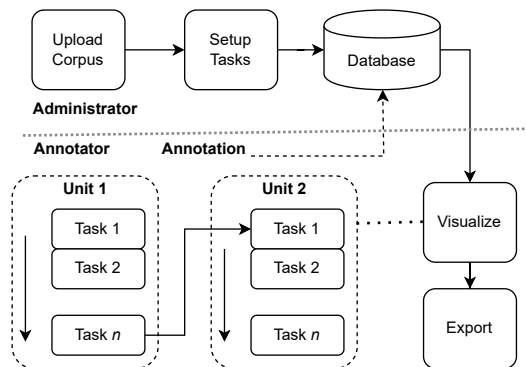 Upload
Corpus
Setup
Tasks
Database
Administrator
Annotator
Annotation
Unit 1
Task 1
Task 2
Task n
Unit 2
Task 1
Task 2
Task n
Visualize
Export